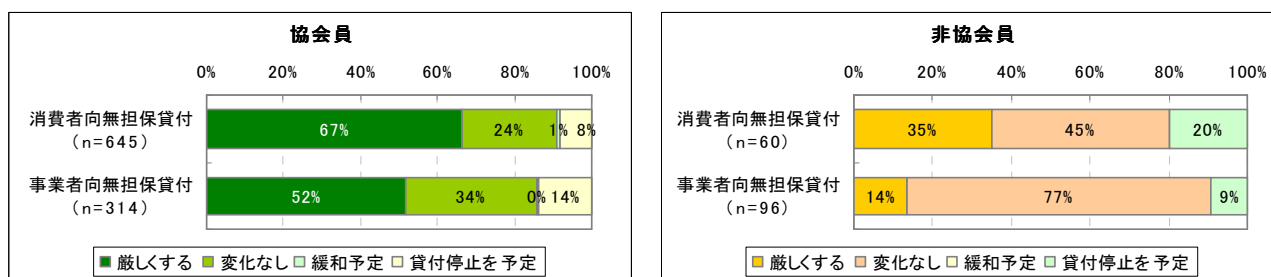 協会員
0% 20% 40% 60% 80% 100%
消費者向無担保貸付
(n=645)
67% 24% 1% 8%
事業者向無担保貸付
(n=314)
52% 34% 0% 14%
厳しくする 変化なし 緩和予定 貸付停止を予定
非協会員
0% 20% 40% 60% 80% 100%
消費者向無担保貸付
(n=60)
35% 45% 20%
事業者向無担保貸付
(n=96)
14% 77% 9%
厳しくする 変化なし 緩和予定 貸付停止を予定